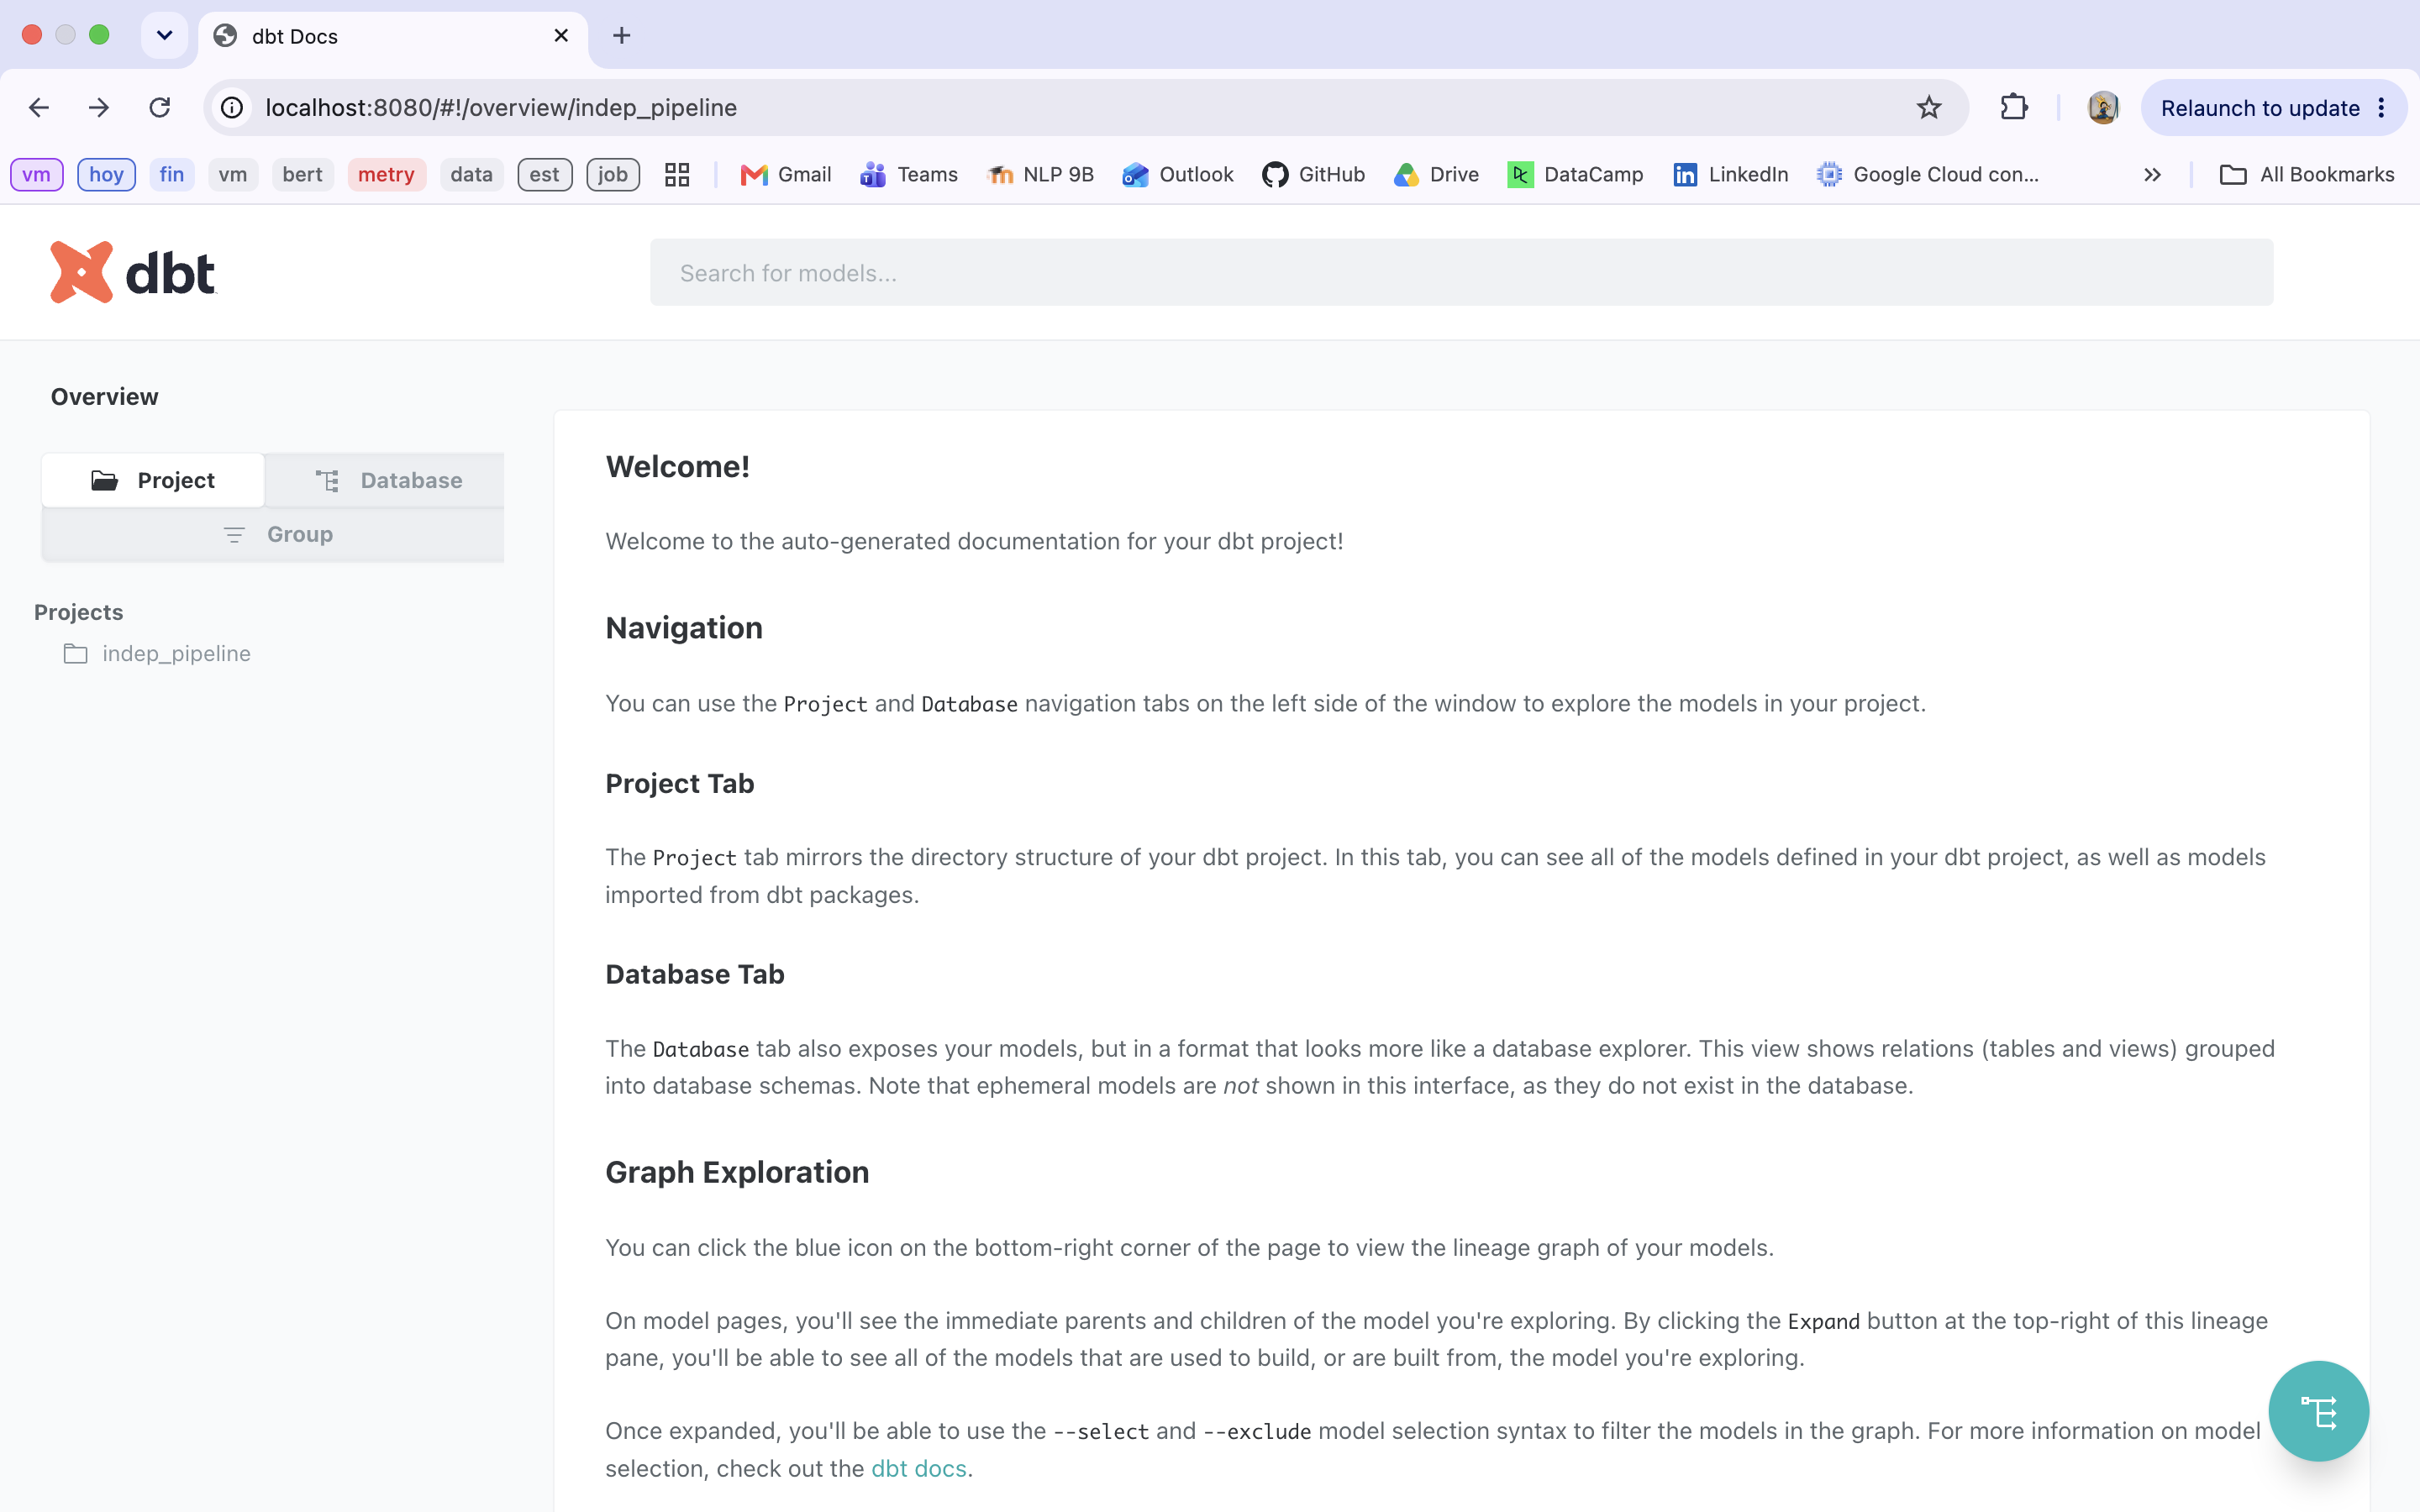 dbt Docs
localhost:8080/#!/overview/indep_pipeline
Relaunch to update
vm hoy fin vm bert metry data est job Gmail Teams NLP 9B Outlook GitHub Drive DataCamp LinkedIn Google Cloud con... All Bookmarks
dbt
Search for models...
Overview
Project Database
Group
Projects
indep_pipeline
Welcome!
Welcome to the auto-generated documentation for your dbt project!
Navigation
You can use the Project and Database navigation tabs on the left side of the window to explore the models in your project.
Project Tab
The Project tab mirrors the directory structure of your dbt project. In this tab, you can see all of the models defined in your dbt project, as well as models
imported from dbt packages.
Database Tab
The Database tab also exposes your models, but in a format that looks more like a database explorer. This view shows relations (tables and views) grouped
into database schemas. Note that ephemeral models are not shown in this interface, as they do not exist in the database.
Graph Exploration
You can click the blue icon on the bottom-right corner of the page to view the lineage graph of your models.
On model pages, you'll see the immediate parents and children of the model you're exploring. By clicking the Expand button at the top-right of this lineage
pane, you'll be able to see all of the models that are used to build, or are built from, the model you're exploring.
Once expanded, you'll be able to use the --select and --exclude model selection syntax to filter the models in the graph. For more information on model
selection, check out the dbt docs.